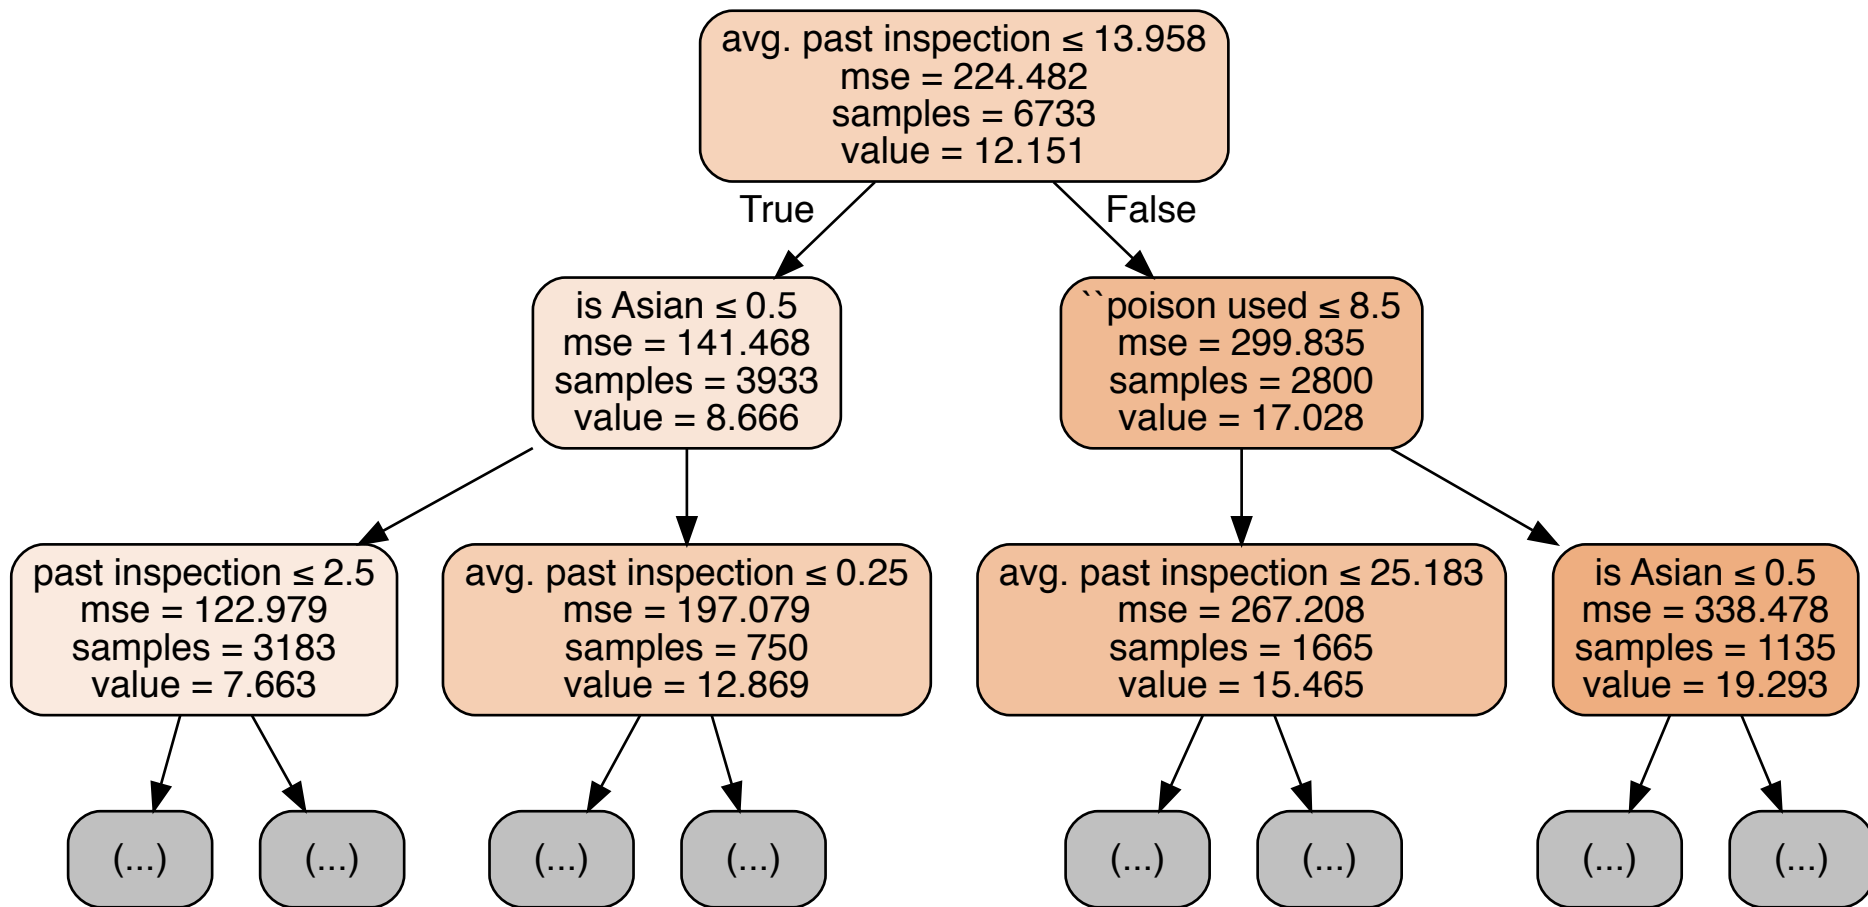 avg. past inspection ≤ 13.958
mse = 224.482
samples = 6733
value = 12.151
True
False
is Asian ≤ 0.5
mse = 141.468
samples = 3933
value = 8.666
``poison used ≤ 8.5
mse = 299.835
samples = 2800
value = 17.028
past inspection ≤ 2.5
mse = 122.979
samples = 3183
value = 7.663
avg. past inspection ≤ 0.25
mse = 197.079
samples = 750
value = 12.869
avg. past inspection ≤ 25.183
mse = 267.208
samples = 1665
value = 15.465
is Asian ≤ 0.5
mse = 338.478
samples = 1135
value = 19.293
(...)
(...)
(...)
(...)
(...)
(...)
(...)
(...)